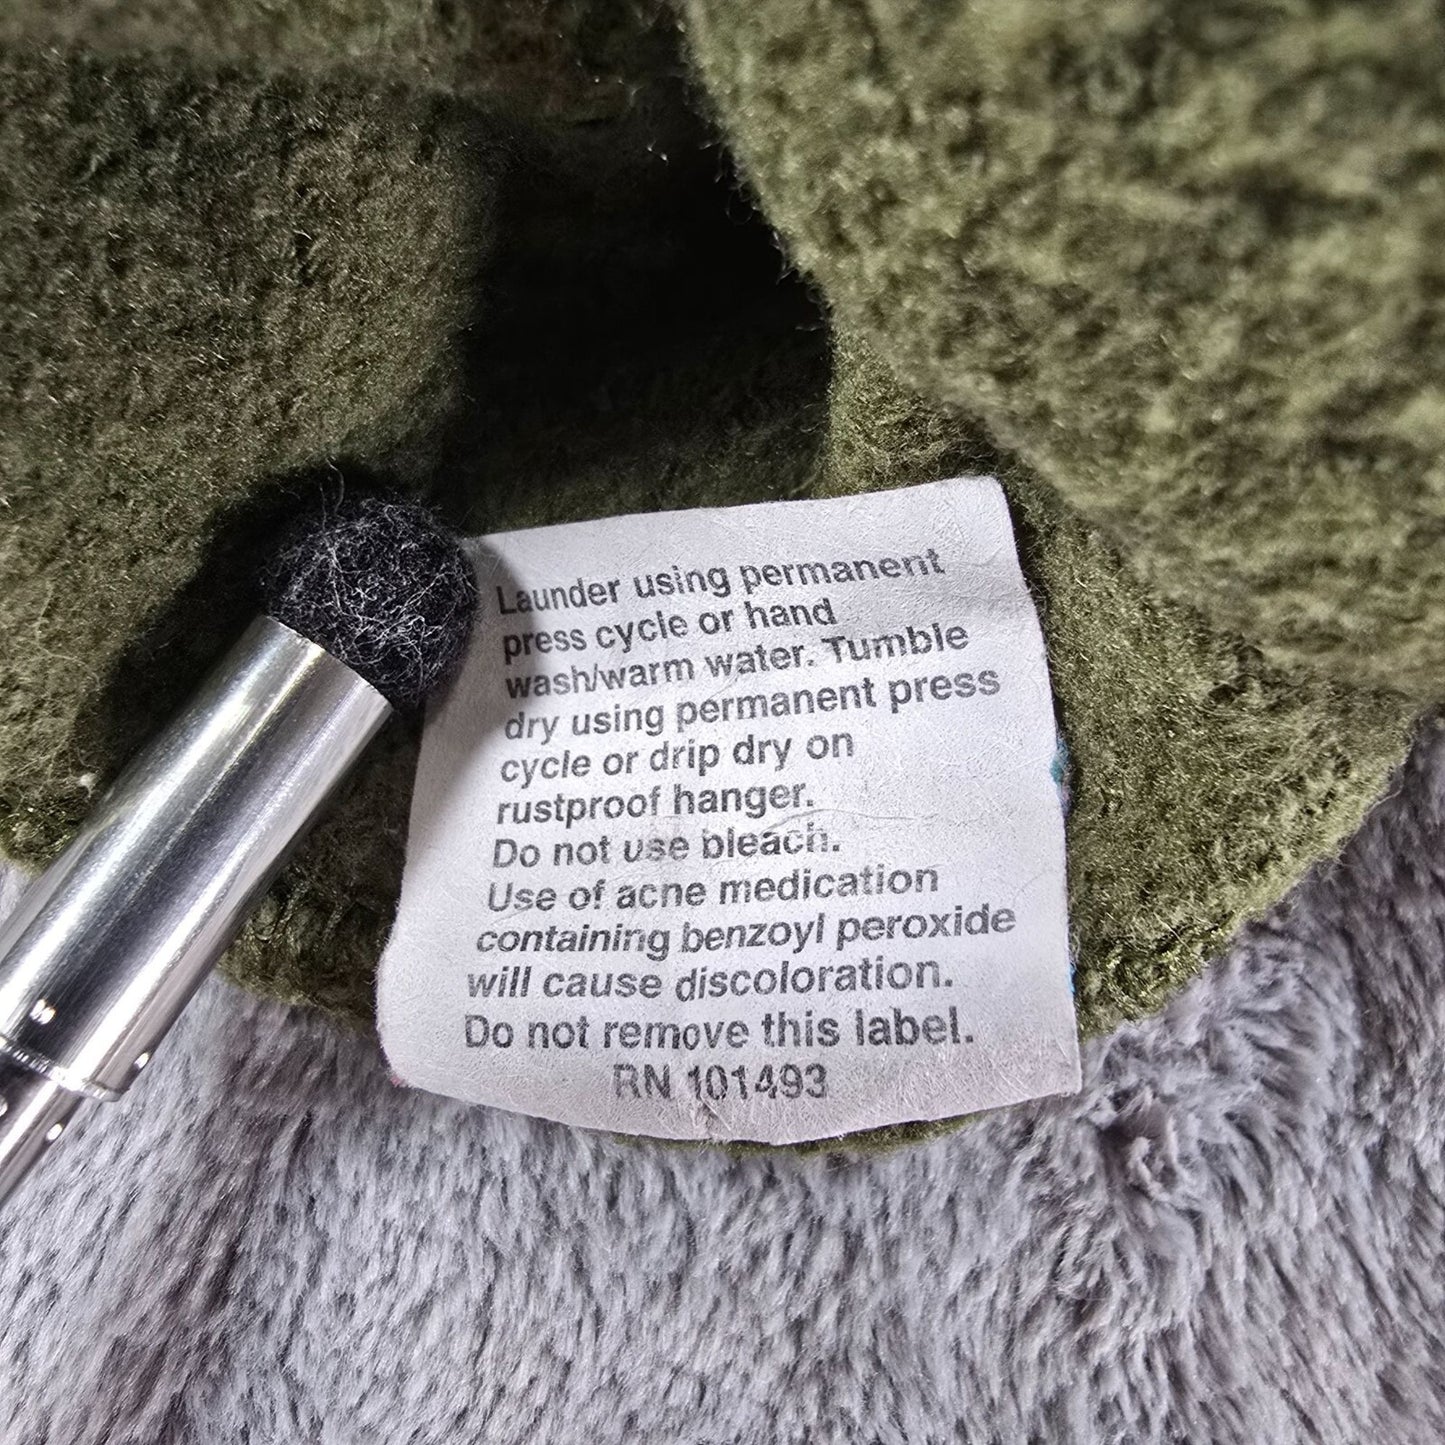 Launder using permanent
press cycle or hand
wash/warm water. Tumble
dry using permanent press
cycle or drip dry on
rustproof hanger.
Do not use bleach.
Use of acne medication
containing benzoyl peroxide
will cause discoloration.
Do not remove this label.
RN 101493